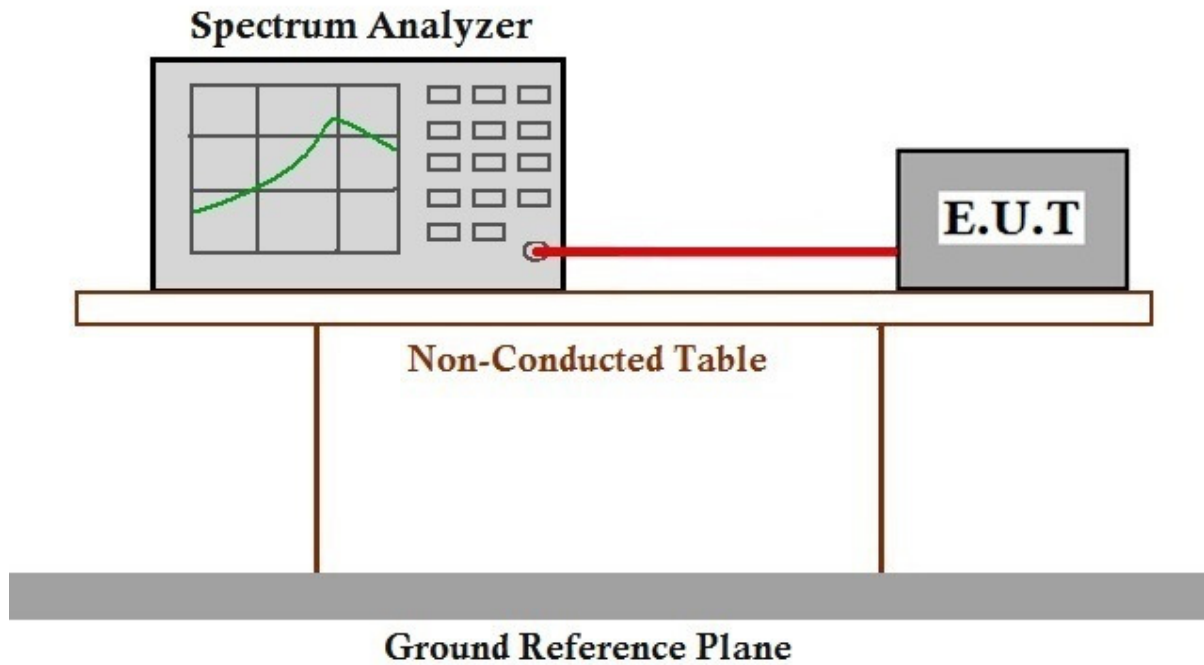 Spectrum Analyzer
E.U.T
Non-Conducted Table
Ground Reference Plane